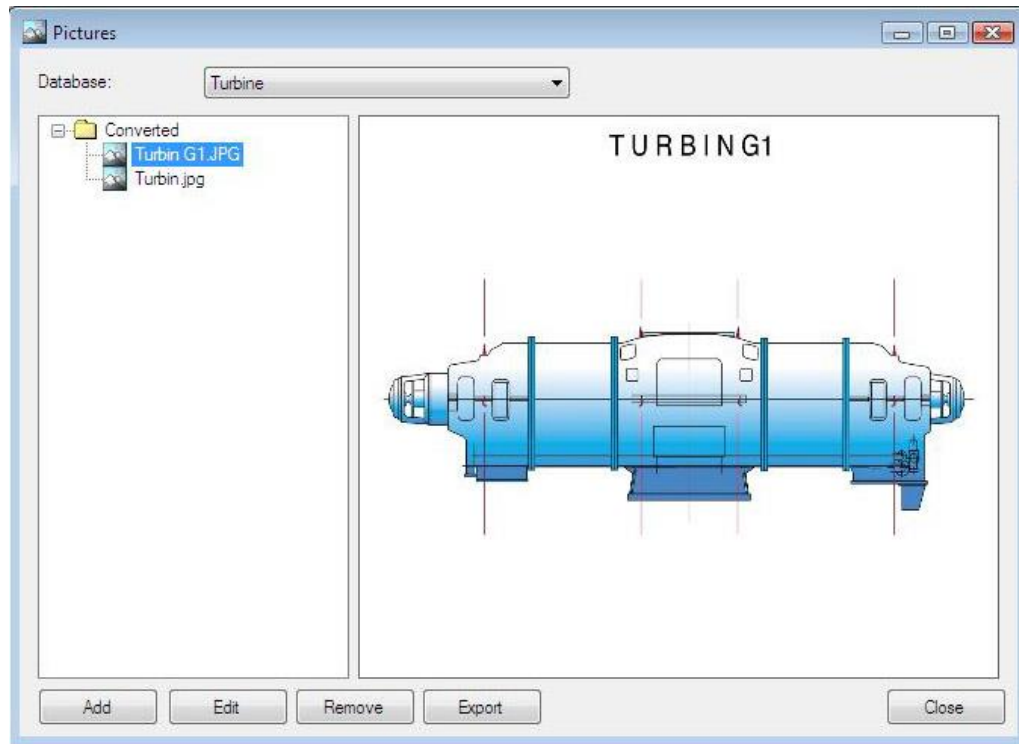 Pictures
Database: Turbine
Converted
Turbin G1.JPG
Turbin.jpg
TURBING1
Add Edit Remove Export Close